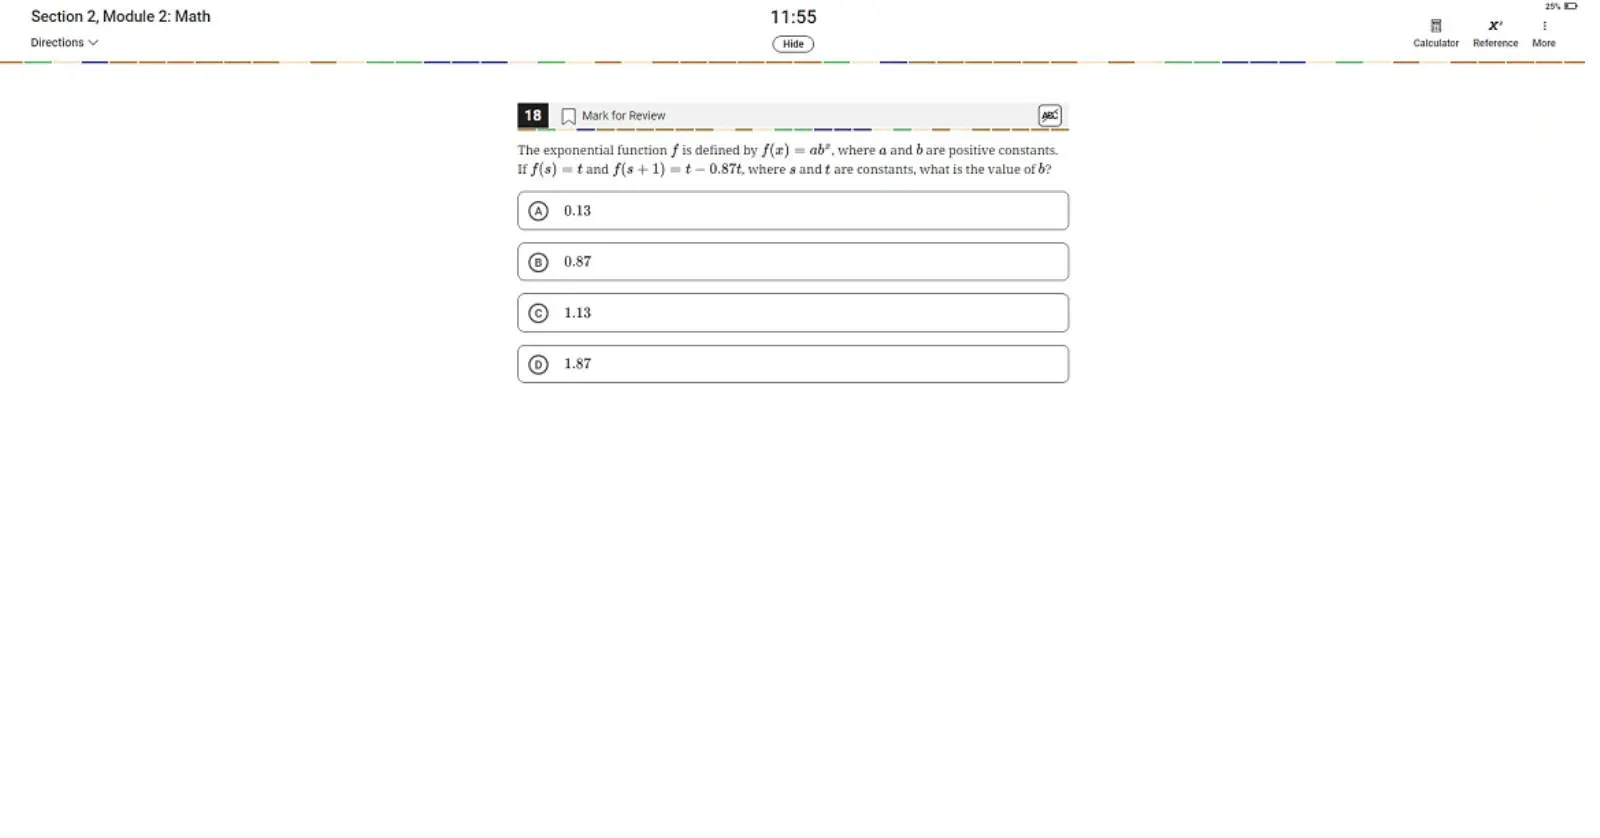 Section 2, Module 2: Math
11:55
25%
Directions
Hide
Calculator
Reference
More
18
Mark for Review
ABC
The exponential function f is defined by f(x) = abˣ, where a and b are positive constants.
If f(s) = t and f(s + 1) = t − 0.87t, where s and t are constants, what is the value of b?
A 0.13
B 0.87
C 1.13
D 1.87